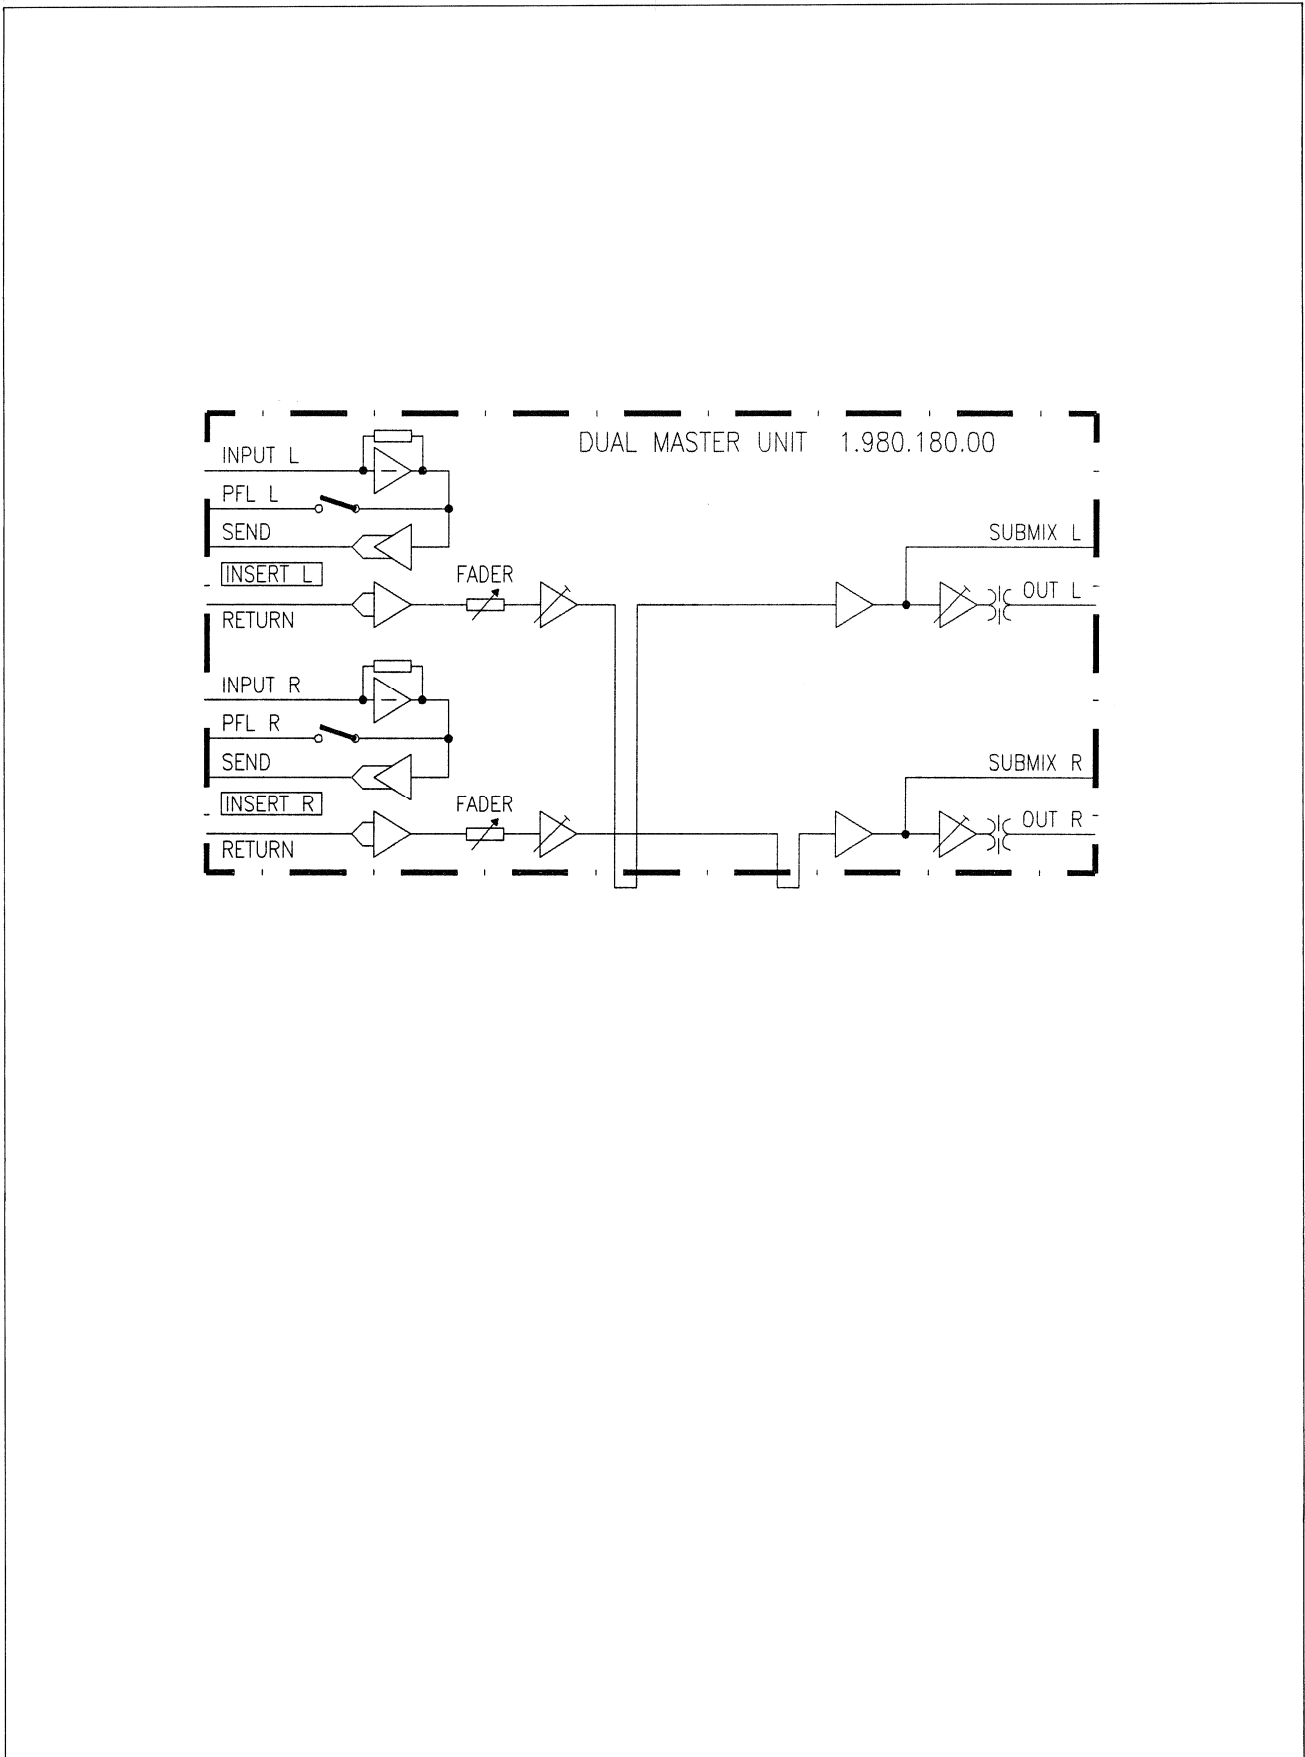 DUAL MASTER UNIT 1.980.180.00
INPUT L
PFL L
SEND
INSERT L
RETURN
FADER
SUBMIX L
OUT L
INPUT R
PFL R
SEND
INSERT R
RETURN
FADER
SUBMIX R
OUT R